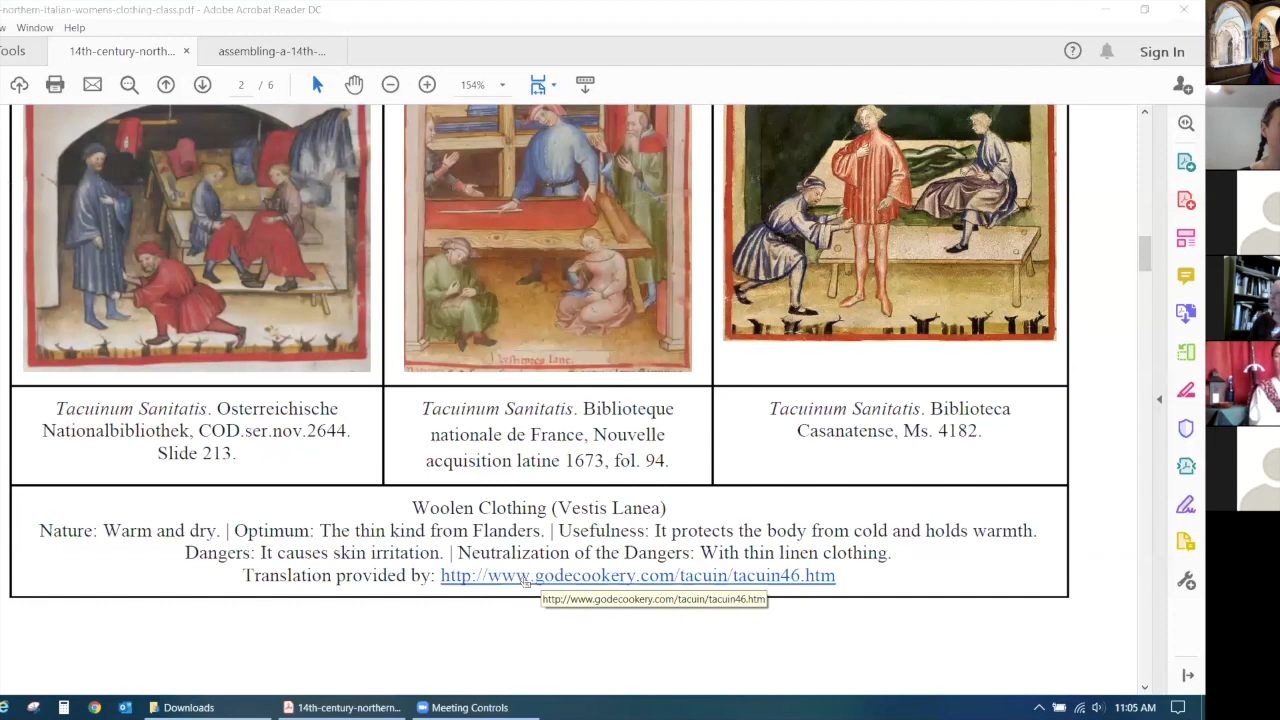 -northern-italian-womens-clothing-class.pdf - Adobe Acrobat Reader DC
w Window Help
Tools 14th-century-north... × assembling-a-14th-...
Sign In
2 / 6 154%
Tacuinum Sanitatis. Osterreichische
Nationalbibliothek, COD.ser.nov.2644.
Slide 213.
Tacuinum Sanitatis. Biblioteque
nationale de France, Nouvelle
acquisition latine 1673, fol. 94.
Tacuinum Sanitatis. Biblioteca
Casanatense, Ms. 4182.
Woolen Clothing (Vestis Lanea)
Nature: Warm and dry. | Optimum: The thin kind from Flanders. | Usefulness: It protects the body from cold and holds warmth.
Dangers: It causes skin irritation. | Neutralization of the Dangers: With thin linen clothing.
Translation provided by: http://www.godecookery.com/tacuin/tacuin46.htm
http://www.godecookery.com/tacuin/tacuin46.htm
Downloads 14th-century-northern... Meeting Controls 11:05 AM